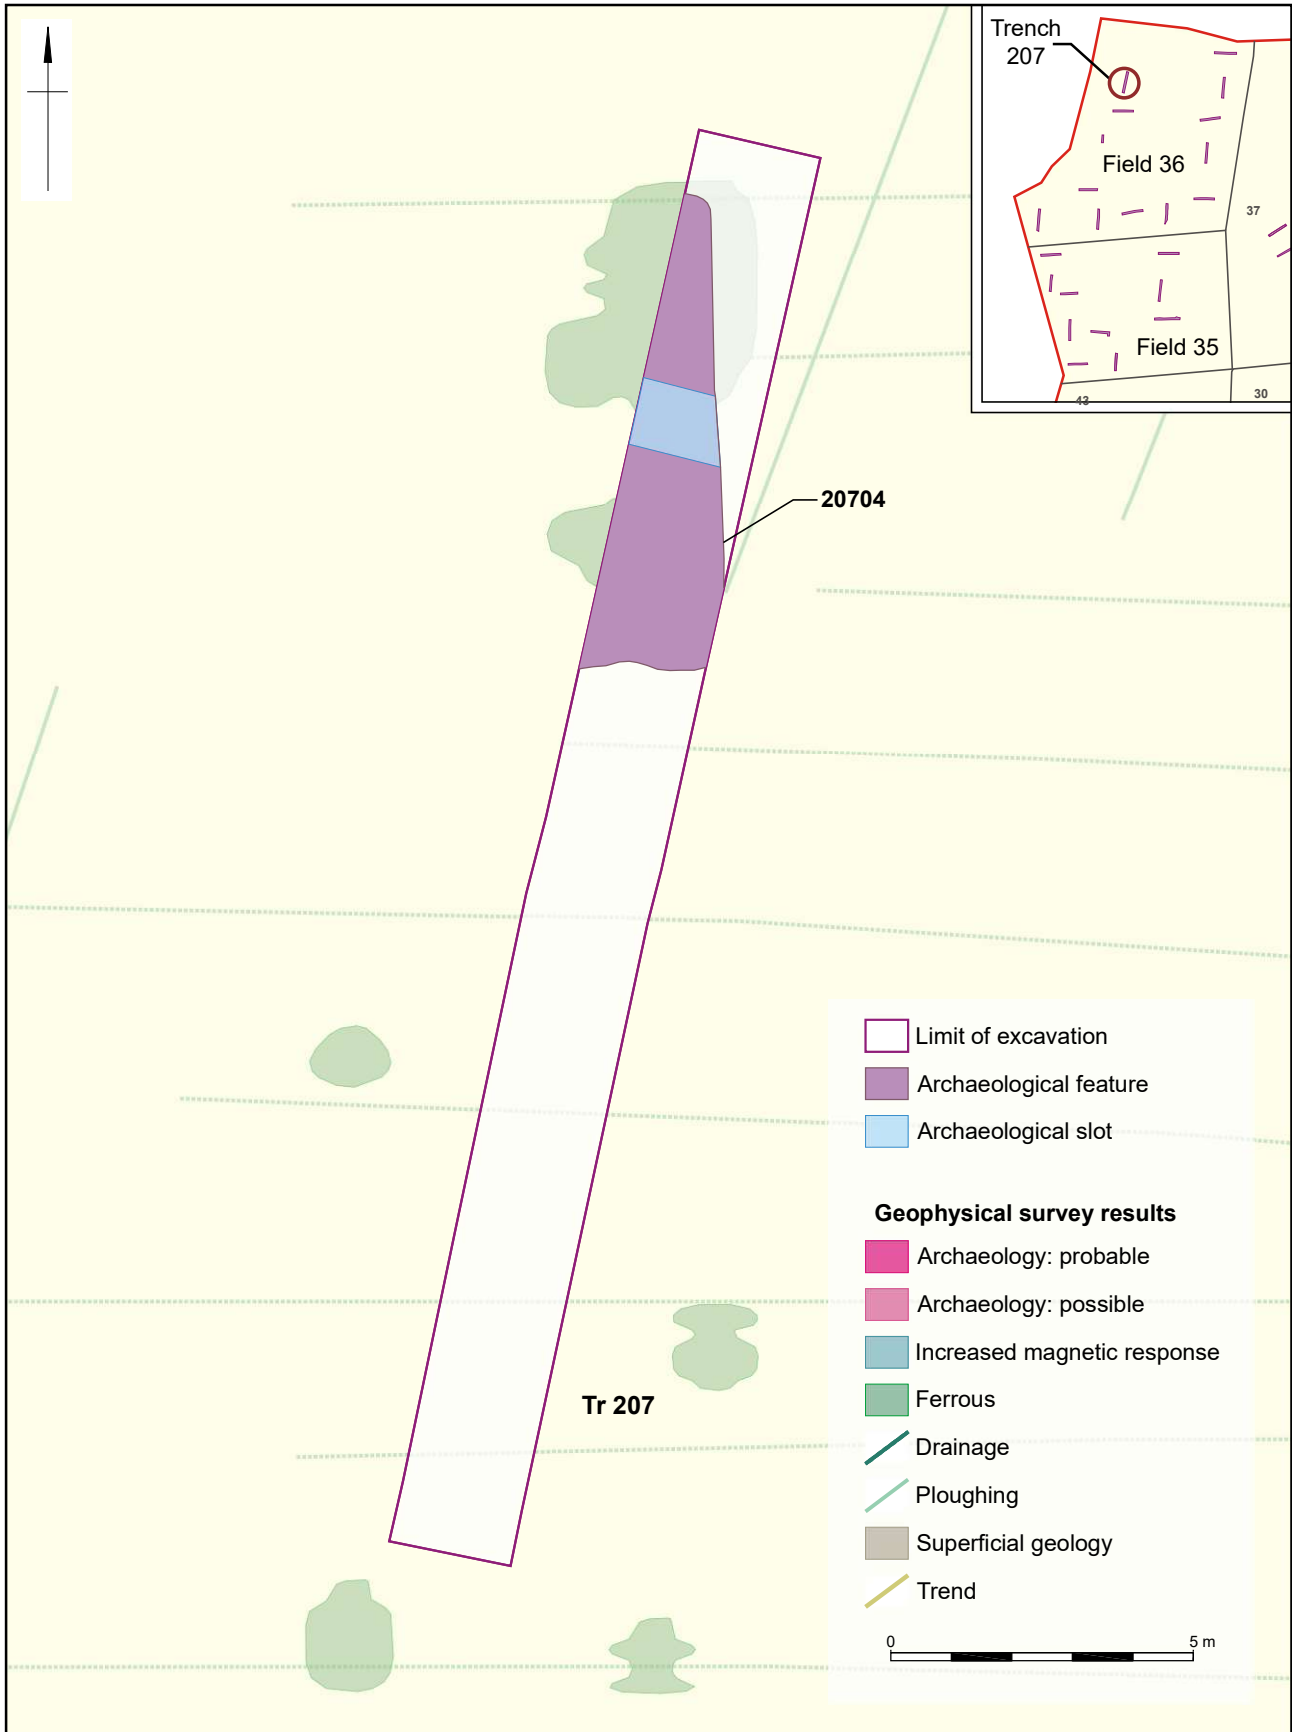 Trench
207
Field 36
37
Field 35
43
30
20704
Limit of excavation
Archaeological feature
Archaeological slot
Geophysical survey results
Archaeology: probable
Archaeology: possible
Increased magnetic response
Ferrous
Drainage
Ploughing
Superficial geology
Trend
Tr 207
0 5 m